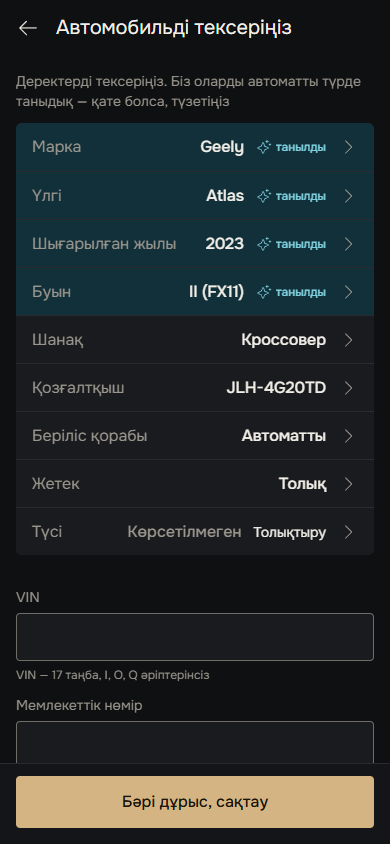 Автомобильді тексеріңіз
Деректерді тексеріңіз. Біз оларды автоматты түрде
таныдық — қате болса, түзетіңіз
Марка Geely танылды
Үлгі Atlas танылды
Шығарылған жылы 2023 танылды
Буын II (FX11) танылды
Шанақ Кроссовер
Қозғалтқыш JLH-4G20TD
Беріліс қорабы Автоматты
Жетек Толық
Түсі Көрсетілмеген Толықтыру
VIN
VIN — 17 таңба, I, O, Q әріптерінсіз
Мемлекеттік нөмір
Бәрі дұрыс, сақтау